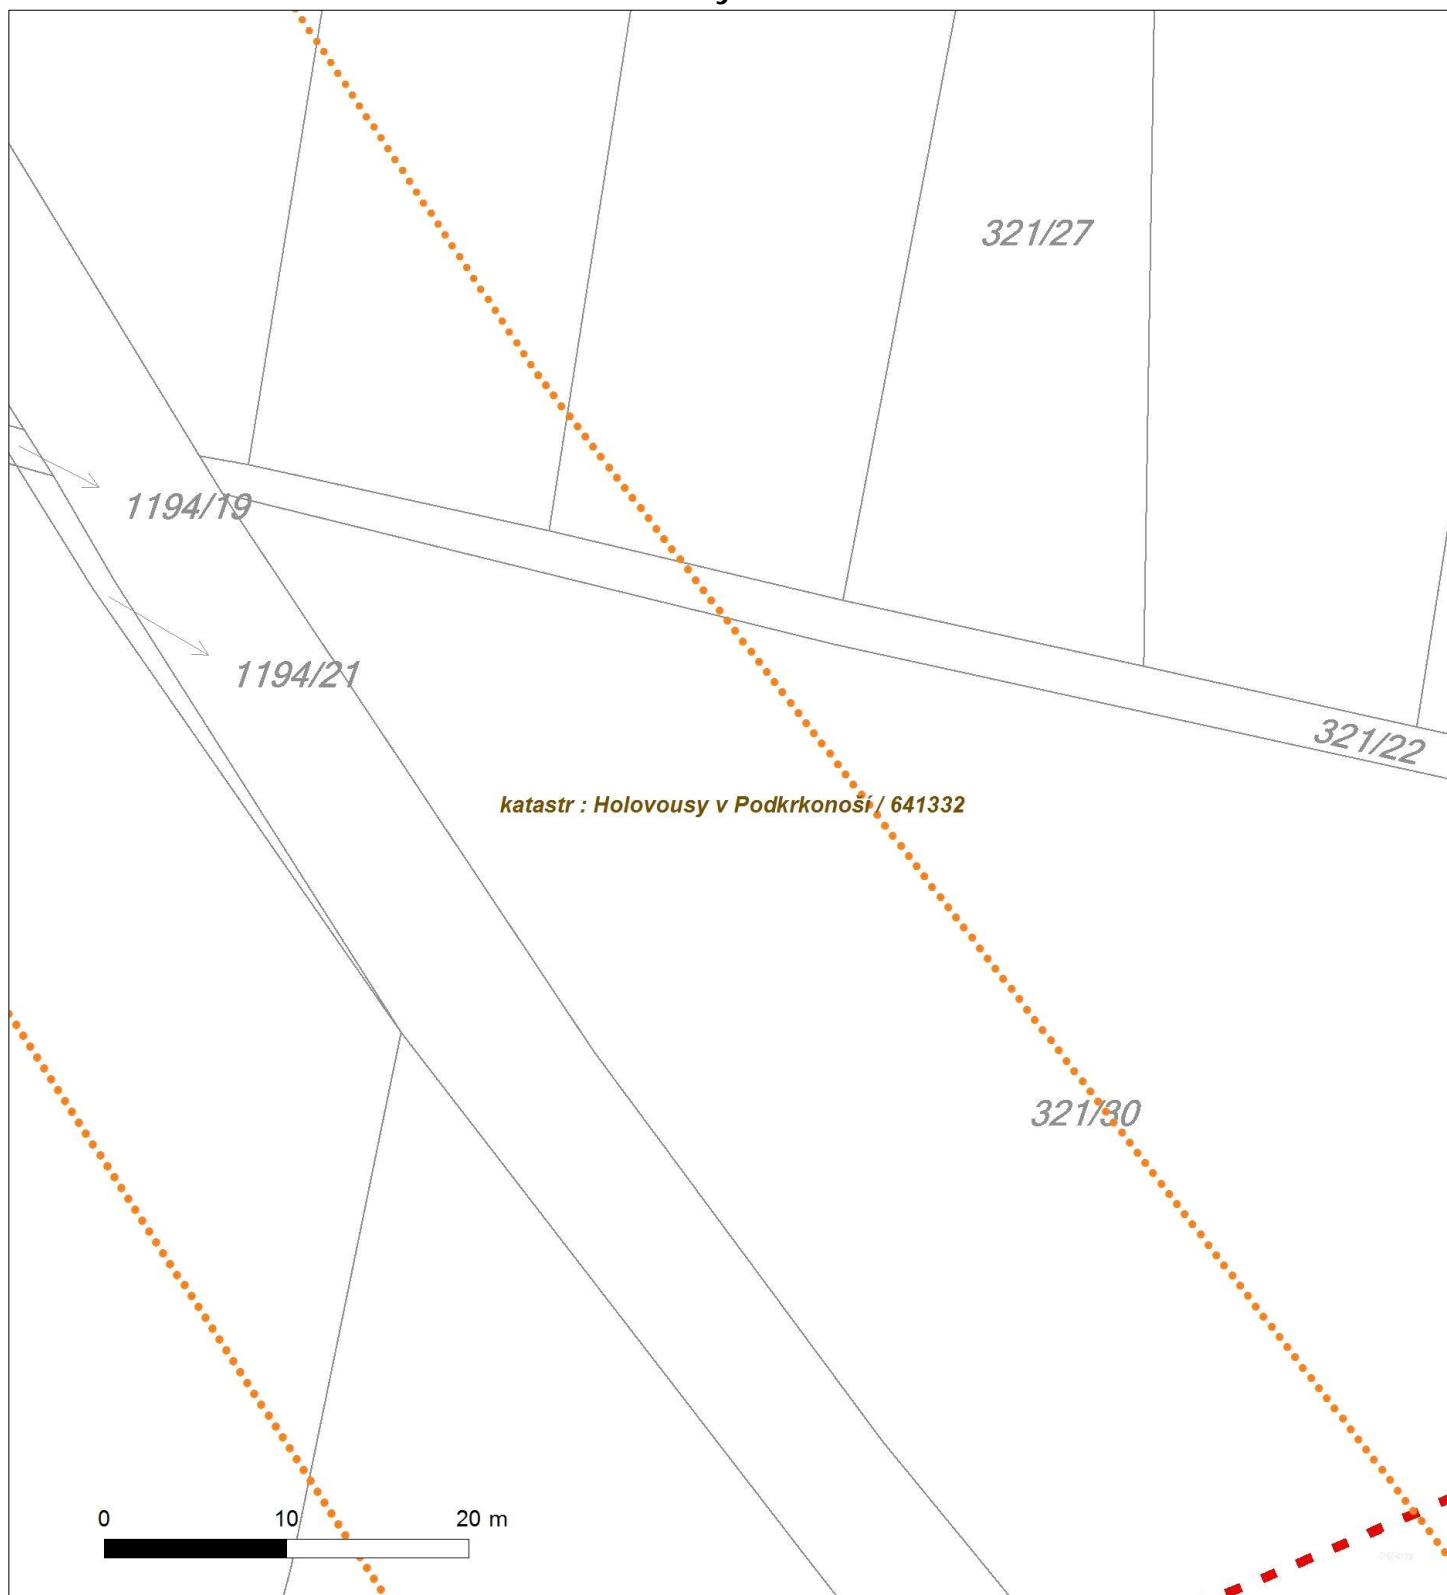 321/27
1194/19
1194/21
321/22
katastr : Holovousy v Podkrkonoší / 641332
321/30
0 10 20 m